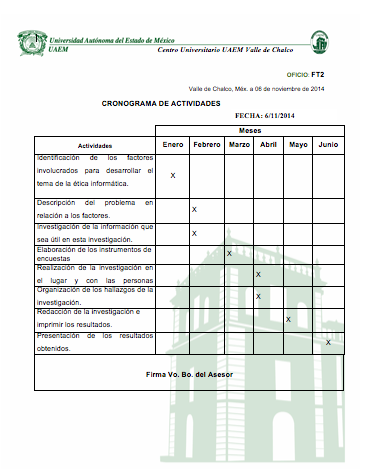 Universidad Autónoma del Estado de México
UAEM
Centro Universitario UAEM Valle de Chalco
OFICIO: FT2
Valle de Chalco, Méx. a 06 de noviembre de 2014
CRONOGRAMA DE ACTIVIDADES
FECHA: 6/11/2014
Meses
Actividades Enero Febrero Marzo Abril Mayo Junio
Identificación de los factores
involucrados para desarrollar el
tema de la ética informática.
X
Descripción del problema en
relación a los factores.
X
Investigación de la información que
sea útil en esta investigación.
X
Elaboración de los instrumentos de
encuestas
X
Realización de la investigación en
el lugar y con las personas
X
Organización de los hallazgos de la
investigación.
X
Redacción de la investigación e
imprimir los resultados.
X
Presentación de los resultados
obtenidos.
X
Firma Vo. Bo. del Asesor